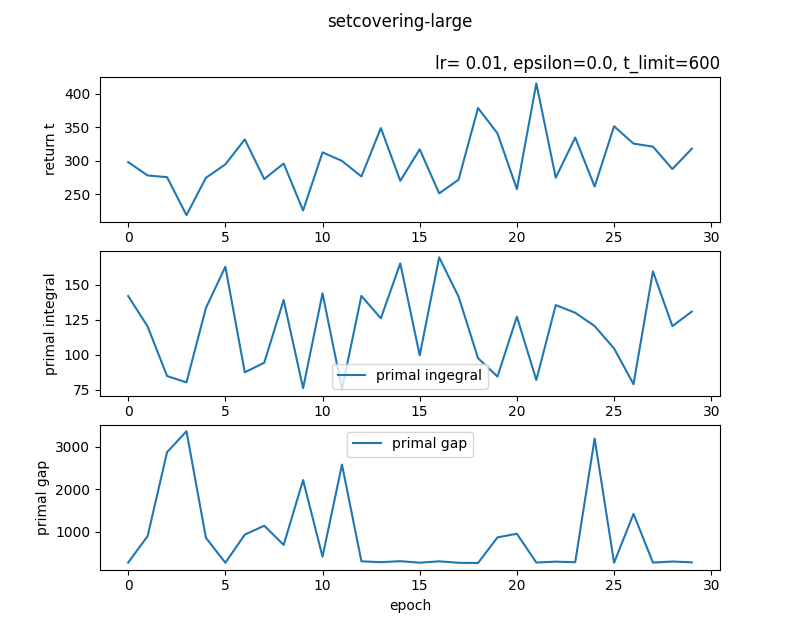 setcovering-large
lr= 0.01, epsilon=0.0, t_limit=600
return t
400
350
300
250
0 5 10 15 20 25 30
primal integral
150
125
100
75
primal ingegral
0 5 10 15 20 25 30
primal gap
3000
2000
1000
primal gap
0 5 10 15 20 25 30
epoch